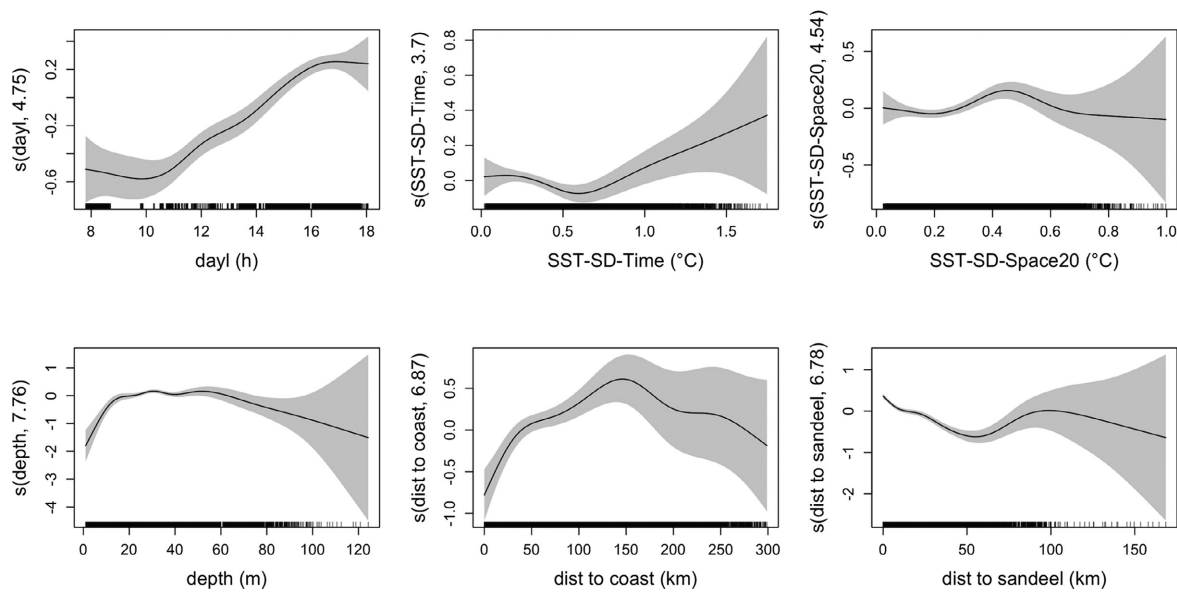 s(dayl, 4.75)
0.2
-0.2
-0.6
8 10 12 14 16 18
dayl (h)
s(SST-SD-Time, 3.7)
0.8
0.6
0.4
0.2
0.0
0.0 0.5 1.0 1.5
SST-SD-Time (°C)
s(SST-SD-Space20, 4.54)
0.5
0.0
-0.5
0.0 0.2 0.4 0.6 0.8 1.0
SST-SD-Space20 (°C)
s(depth, 7.76)
1
0
-1
-2
-3
-4
0 20 40 60 80 100 120
depth (m)
s(dist to coast, 6.87)
0.5
0.0
-0.5
-1.0
0 50 100 150 200 250 300
dist to coast (km)
s(dist to sandeel, 6.78)
1
0
-1
-2
0 50 100 150
dist to sandeel (km)